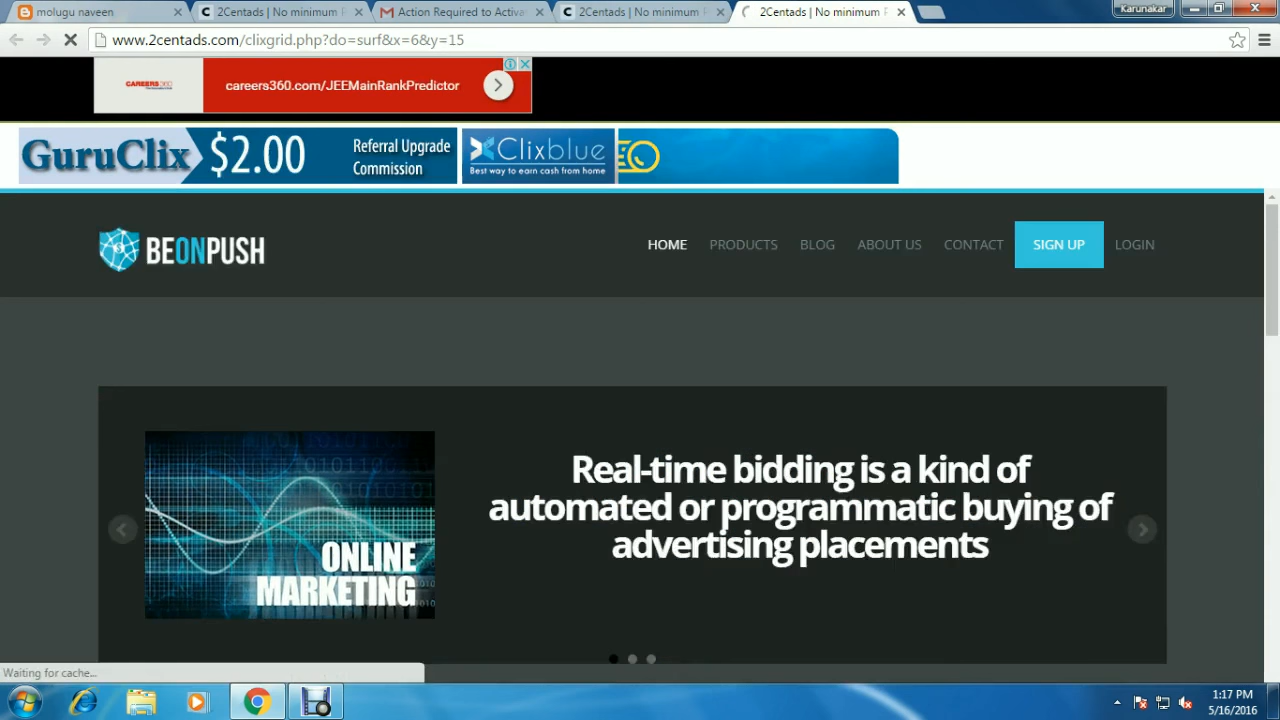 molugu naveen
2Centads | No minimum
Action Required to Activa
2Centads | No minimum
2Centads | No minimum
Karunakar
www.2centads.com/clixgrid.php?do=surf&x=6&y=15
CAREERS360
careers360.com/JEEMainRankPredictor
GuruClix $2.00 Referral Upgrade
Commission
Clixblue
Best way to earn cash from home
BEONPUSH
HOME PRODUCTS BLOG ABOUT US CONTACT SIGN UP LOGIN
Real-time bidding is a kind of
automated or programmatic buying of
advertising placements
ONLINE
MARKETING
Waiting for cache...
1:17 PM
5/16/2016